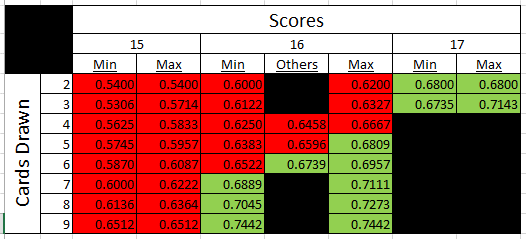 Scores
15 16 17
Min Max Min Others Max Min Max
Cards Drawn
2 0.5400 0.5400 0.6000 0.6200 0.6800 0.6800
3 0.5306 0.5714 0.6122 0.6327 0.6735 0.7143
4 0.5625 0.5833 0.6250 0.6458 0.6667
5 0.5745 0.5957 0.6383 0.6596 0.6809
6 0.5870 0.6087 0.6522 0.6739 0.6957
7 0.6000 0.6222 0.6889 0.7111
8 0.6136 0.6364 0.7045 0.7273
9 0.6512 0.6512 0.7442 0.7442